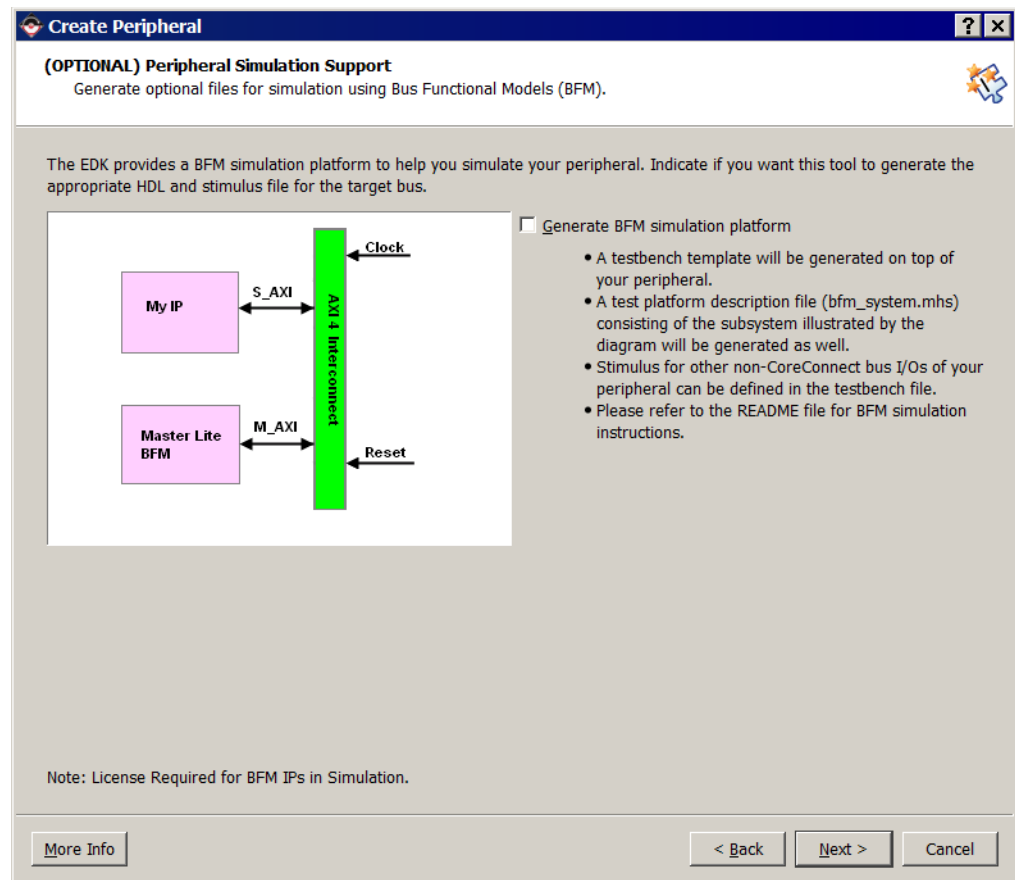 Create Peripheral
(OPTIONAL) Peripheral Simulation Support
Generate optional files for simulation using Bus Functional Models (BFM).
The EDK provides a BFM simulation platform to help you simulate your peripheral. Indicate if you want this tool to generate the
appropriate HDL and stimulus file for the target bus.
Clock
My IP
S_AXI
AXI 4 Interconnect
Master Lite
BFM
M_AXI
Reset
Generate BFM simulation platform
• A testbench template will be generated on top of
your peripheral.
• A test platform description file (bfm_system.mhs)
consisting of the subsystem illustrated by the
diagram will be generated as well.
• Stimulus for other non-CoreConnect bus I/Os of your
peripheral can be defined in the testbench file.
• Please refer to the README file for BFM simulation
instructions.
Note: License Required for BFM IPs in Simulation.
More Info
< Back
Next >
Cancel